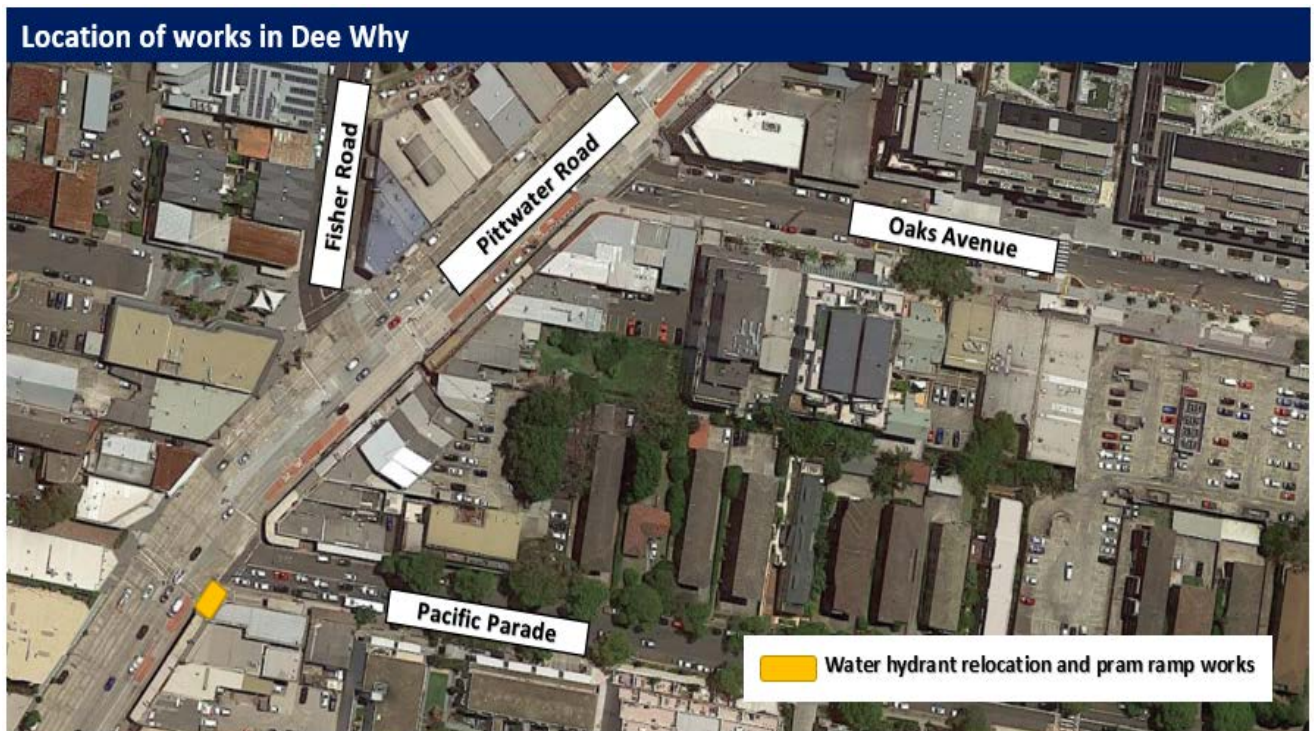 Location of works in Dee Why
Fisher Road
Pittwater Road
Oaks Avenue
Pacific Parade
Water hydrant relocation and pram ramp works